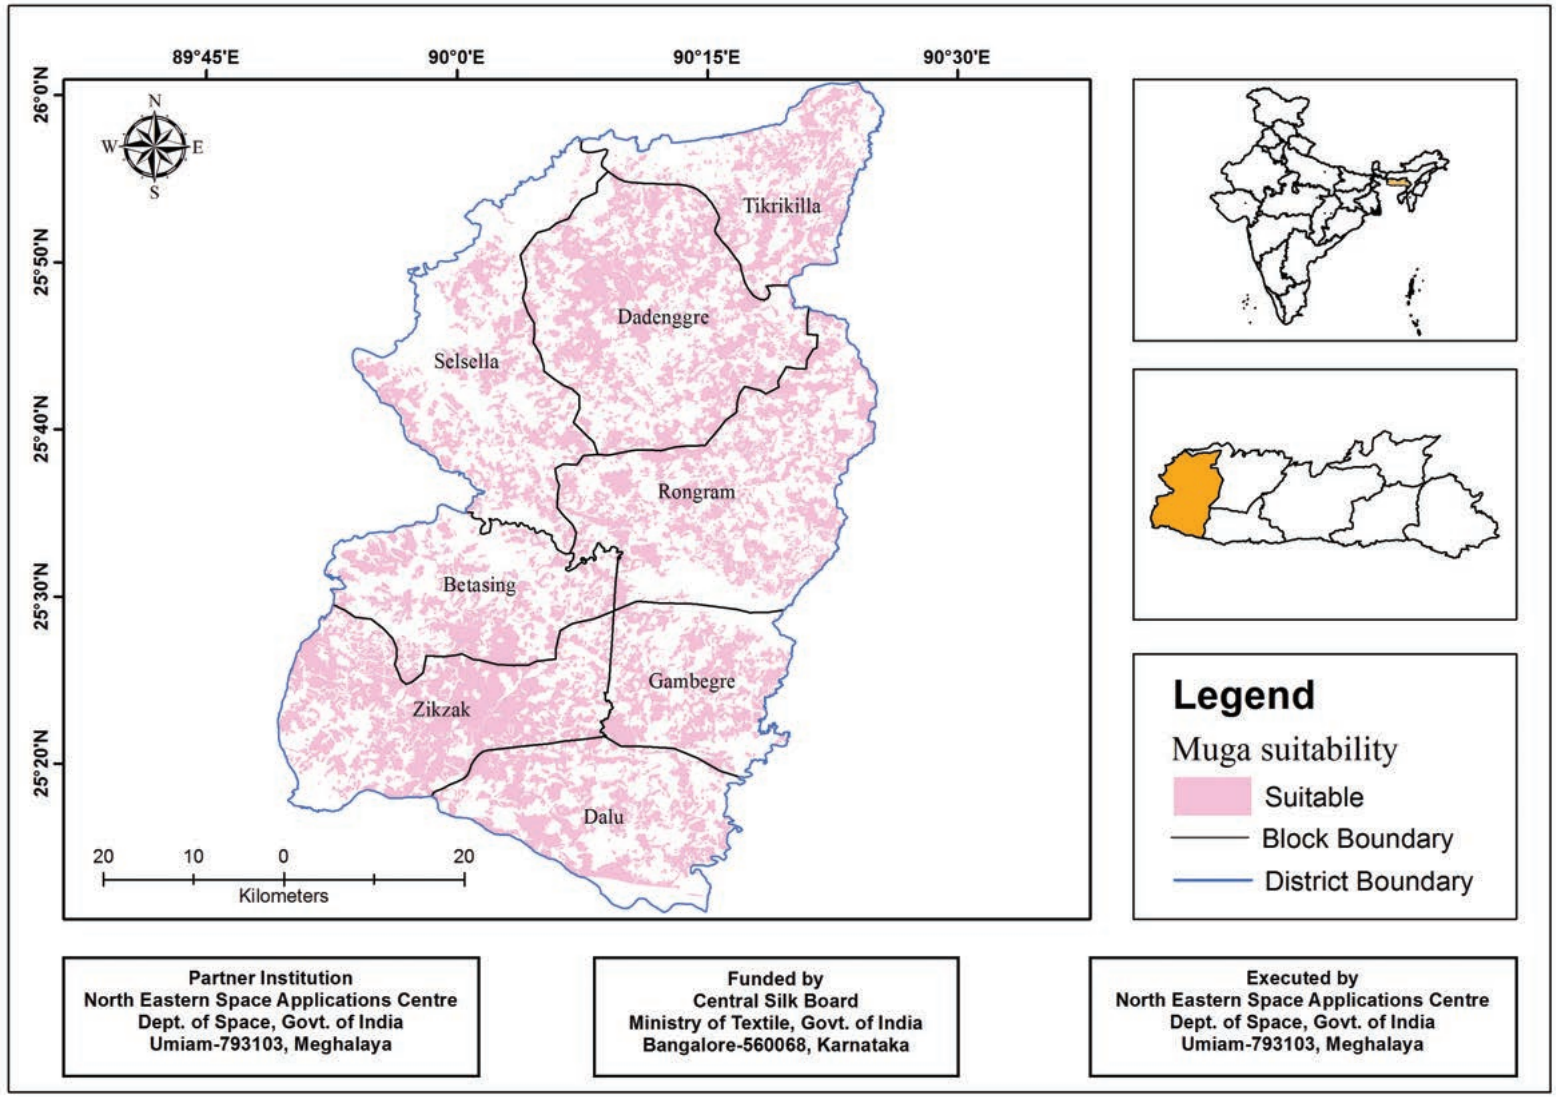 89°45'E
90°0'E
90°15'E
90°30'E
26°0'N
25°50'N
25°40'N
25°30'N
25°20'N
N
W
E
S
Tikrikilla
Dadenggre
Selsella
Rongram
Betasing
Gambegre
Zikzak
Dalu
20 10 0 20
Kilometers
Legend
Muga suitability
Suitable
Block Boundary
District Boundary
Partner Institution
North Eastern Space Applications Centre
Dept. of Space, Govt. of India
Umiam-793103, Meghalaya
Funded by
Central Silk Board
Ministry of Textile, Govt. of India
Bangalore-560068, Karnataka
Executed by
North Eastern Space Applications Centre
Dept. of Space, Govt. of India
Umiam-793103, Meghalaya